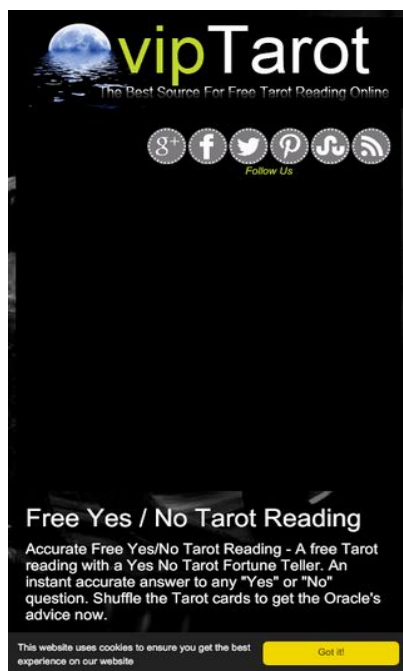 vipTarot
The Best Source For Free Tarot Reading Online
g+
Follow Us
Free Yes / No Tarot Reading
Accurate Free Yes/No Tarot Reading - A free Tarot
reading with a Yes No Tarot Fortune Teller. An
instant accurate answer to any "Yes" or "No"
question. Shuffle the Tarot cards to get the Oracle's
advice now.
This website uses cookies to ensure you get the best
experience on our website
Got it!